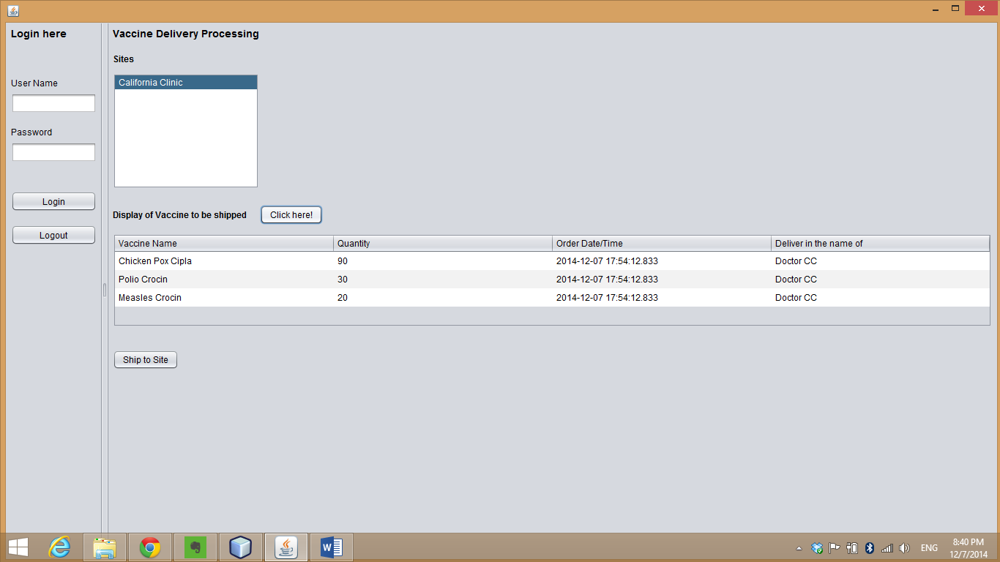 Login here
User Name
Password
Login
Logout
Vaccine Delivery Processing
Sites
California Clinic
Display of Vaccine to be shipped Click here!
Vaccine Name Quantity Order Date/Time Deliver in the name of
Chicken Pox Cipla 90 2014-12-07 17:54:12.833 Doctor CC
Polio Crocin 30 2014-12-07 17:54:12.833 Doctor CC
Measles Crocin 20 2014-12-07 17:54:12.833 Doctor CC
Ship to Site
ENG
8:40 PM
12/7/2014